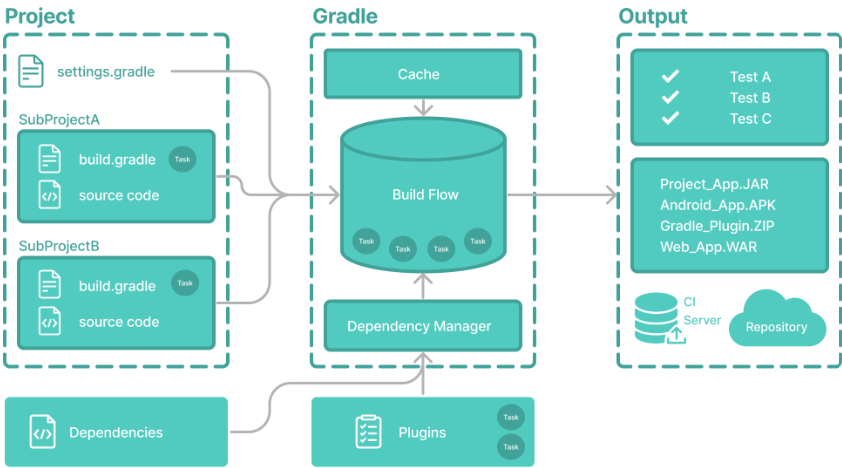 Project
settings.gradle
SubProjectA
build.gradle
Task
source code
SubProjectB
build.gradle
Task
source code
Dependencies
Gradle
Cache
Build Flow
Task
Task
Task
Task
Dependency Manager
Plugins
Task
Task
Output
Test A
Test B
Test C
Project_App.JAR
Android_App.APK
Gradle_Plugin.ZIP
Web_App.WAR
CI
Server
Repository